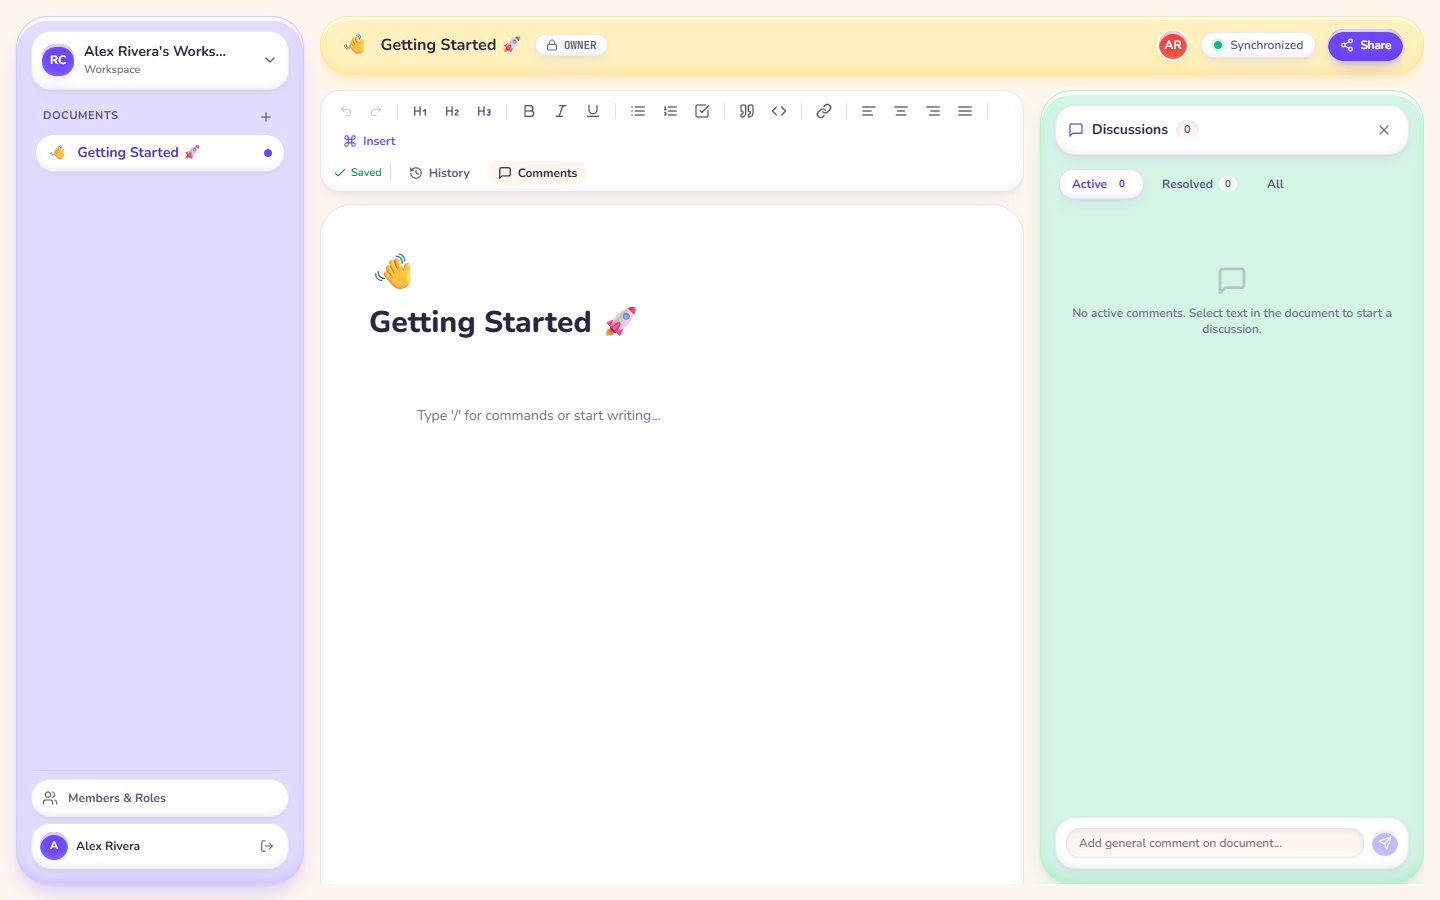 RC
Alex Rivera's Works...
Workspace
DOCUMENTS
👋 Getting Started 🚀
Members & Roles
A
Alex Rivera
👋 Getting Started 🚀
OWNER
AR
Synchronized
Share
H1 H2 H3 B I U
Insert
Saved
History
Comments
👋
Getting Started 🚀
Type '/' for commands or start writing...
Discussions 0
Active 0
Resolved 0
All
No active comments. Select text in the document to start a
discussion.
Add general comment on document...